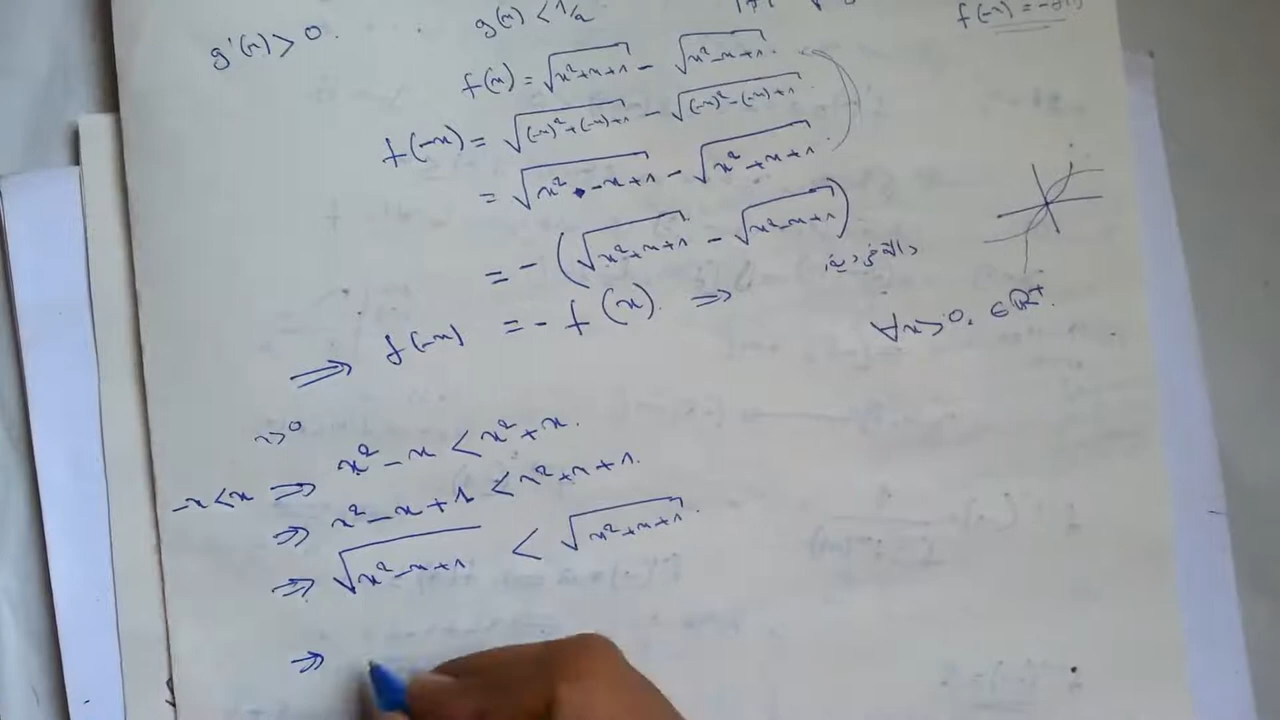 g'(x) > 0.
g(x) < 1/2
f(-x) = -f(x)
f(x) = √(x²+x+1) - √(x²-x+1).
f(-x) = √((-x)²+(-x)+1) - √((-x)²-(-x)+1)
= √(x²-x+1) - √(x²+x+1).
= -(√(x²+x+1) - √(x²-x+1))
⇒ f(-x) = -f(x). ⇒
∀x>0. ∈ℝ⁺.
x>0
-x<x ⇒ x²-x < x²+x.
⇒ x²-x+1 < x²+x+1.
⇒ √(x²-x+1) < √(x²+x+1).
⇒